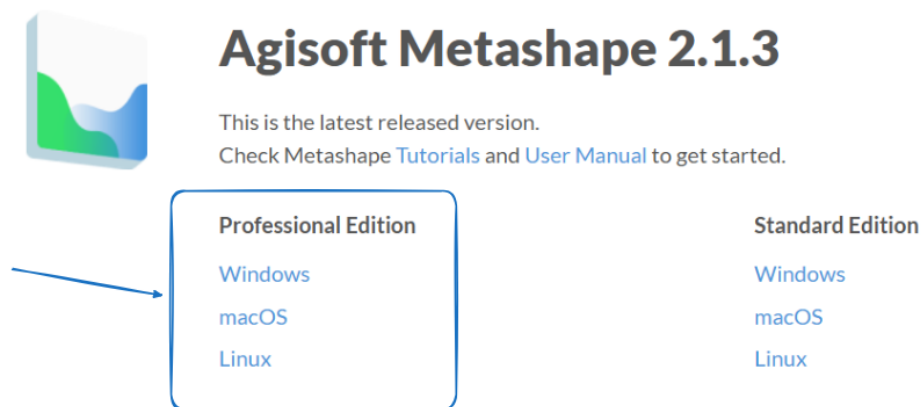 Agisoft Metashape 2.1.3
This is the latest released version.
Check Metashape Tutorials and User Manual to get started.
Professional Edition
Windows
macOS
Linux
Standard Edition
Windows
macOS
Linux